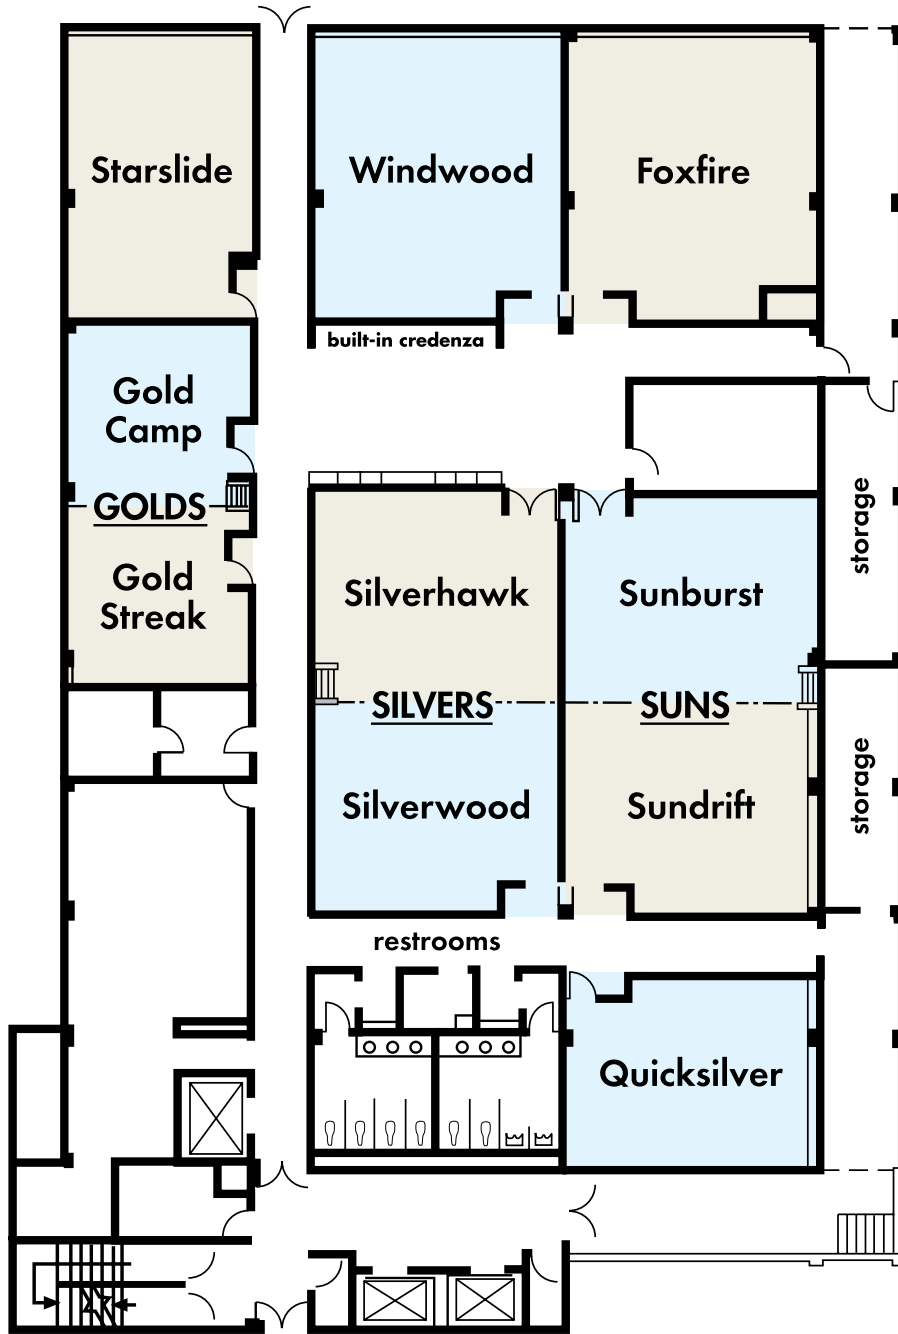 Starslide
Windwood
Foxfire
built-in credenza
Gold
Camp
GOLDS
Gold
Streak
storage
Silverhawk
Sunburst
SILVERS
SUNS
Silverwood
Sundrift
storage
restrooms
Quicksilver